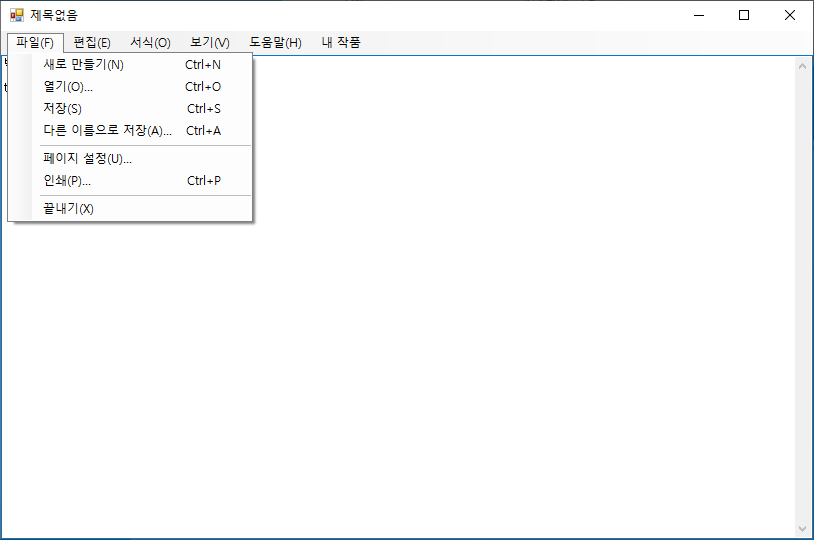 제목없음
파일(F) 편집(E) 서식(O) 보기(V) 도움말(H) 내 작품
새로 만들기(N) Ctrl+N
열기(O)... Ctrl+O
저장(S) Ctrl+S
다른 이름으로 저장(A)... Ctrl+A
페이지 설정(U)...
인쇄(P)... Ctrl+P
끝내기(X)